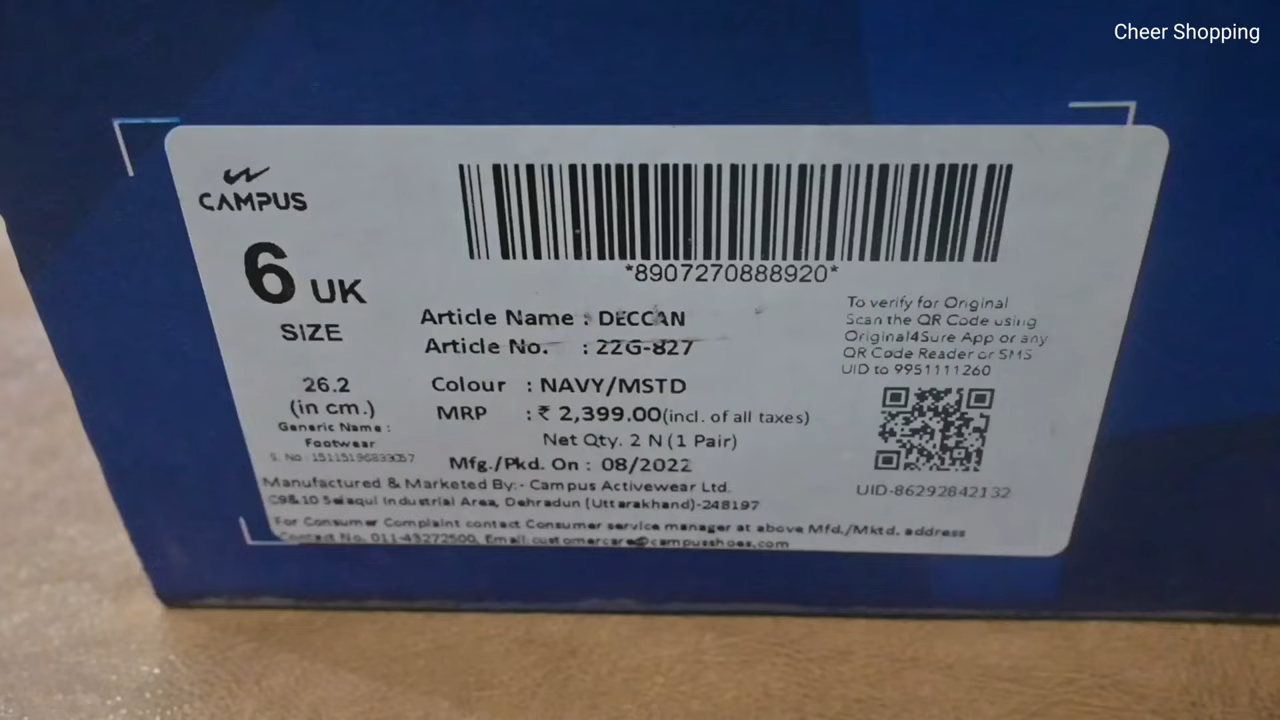 Cheer Shopping
CAMPUS
6 UK
SIZE
26.2
(in cm.)
Generic Name :
Footwear
*8907270888920*
Article Name : DECCAN
Article No. : 22G-827
Colour : NAVY/MSTD
MRP : ₹ 2,399.00(incl. of all taxes)
Net Qty. 2 N (1 Pair)
Mfg./Pkd. On : 08/2022
Manufactured & Marketed By:- Campus Activewear Ltd.
C9&10 Selaqui Industrial Area, Dehradun (Uttarakhand)-248197
For Consumer Complaint contact Consumer service manager at above Mfd./Mktd. address
Contact No. 011-43272500, Email: customercare@campusshoes.com
To verify for Original
Scan the QR Code using
Original4Sure App or any
QR Code Reader or SMS
UID to 9951111260
UID-86292842132